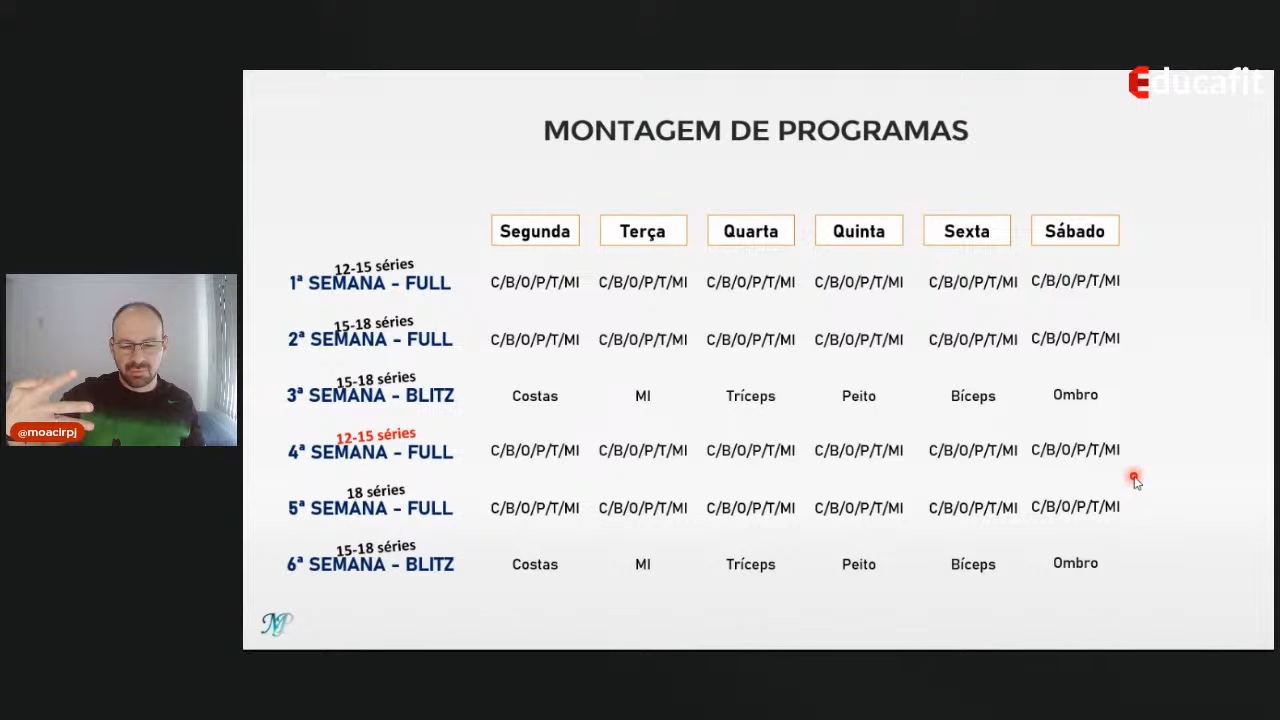 Educafit
MONTAGEM DE PROGRAMAS
Segunda Terça Quarta Quinta Sexta Sábado
12-15 séries
1ª SEMANA - FULL C/B/O/P/T/MI C/B/O/P/T/MI C/B/O/P/T/MI C/B/O/P/T/MI C/B/O/P/T/MI C/B/O/P/T/MI
15-18 séries
2ª SEMANA - FULL C/B/O/P/T/MI C/B/O/P/T/MI C/B/O/P/T/MI C/B/O/P/T/MI C/B/O/P/T/MI C/B/O/P/T/MI
15-18 séries
3ª SEMANA - BLITZ Costas MI Tríceps Peito Bíceps Ombro
12-15 séries
4ª SEMANA - FULL C/B/O/P/T/MI C/B/O/P/T/MI C/B/O/P/T/MI C/B/O/P/T/MI C/B/O/P/T/MI C/B/O/P/T/MI
18 séries
5ª SEMANA - FULL C/B/O/P/T/MI C/B/O/P/T/MI C/B/O/P/T/MI C/B/O/P/T/MI C/B/O/P/T/MI C/B/O/P/T/MI
15-18 séries
6ª SEMANA - BLITZ Costas MI Tríceps Peito Bíceps Ombro
@moacirpj
MP